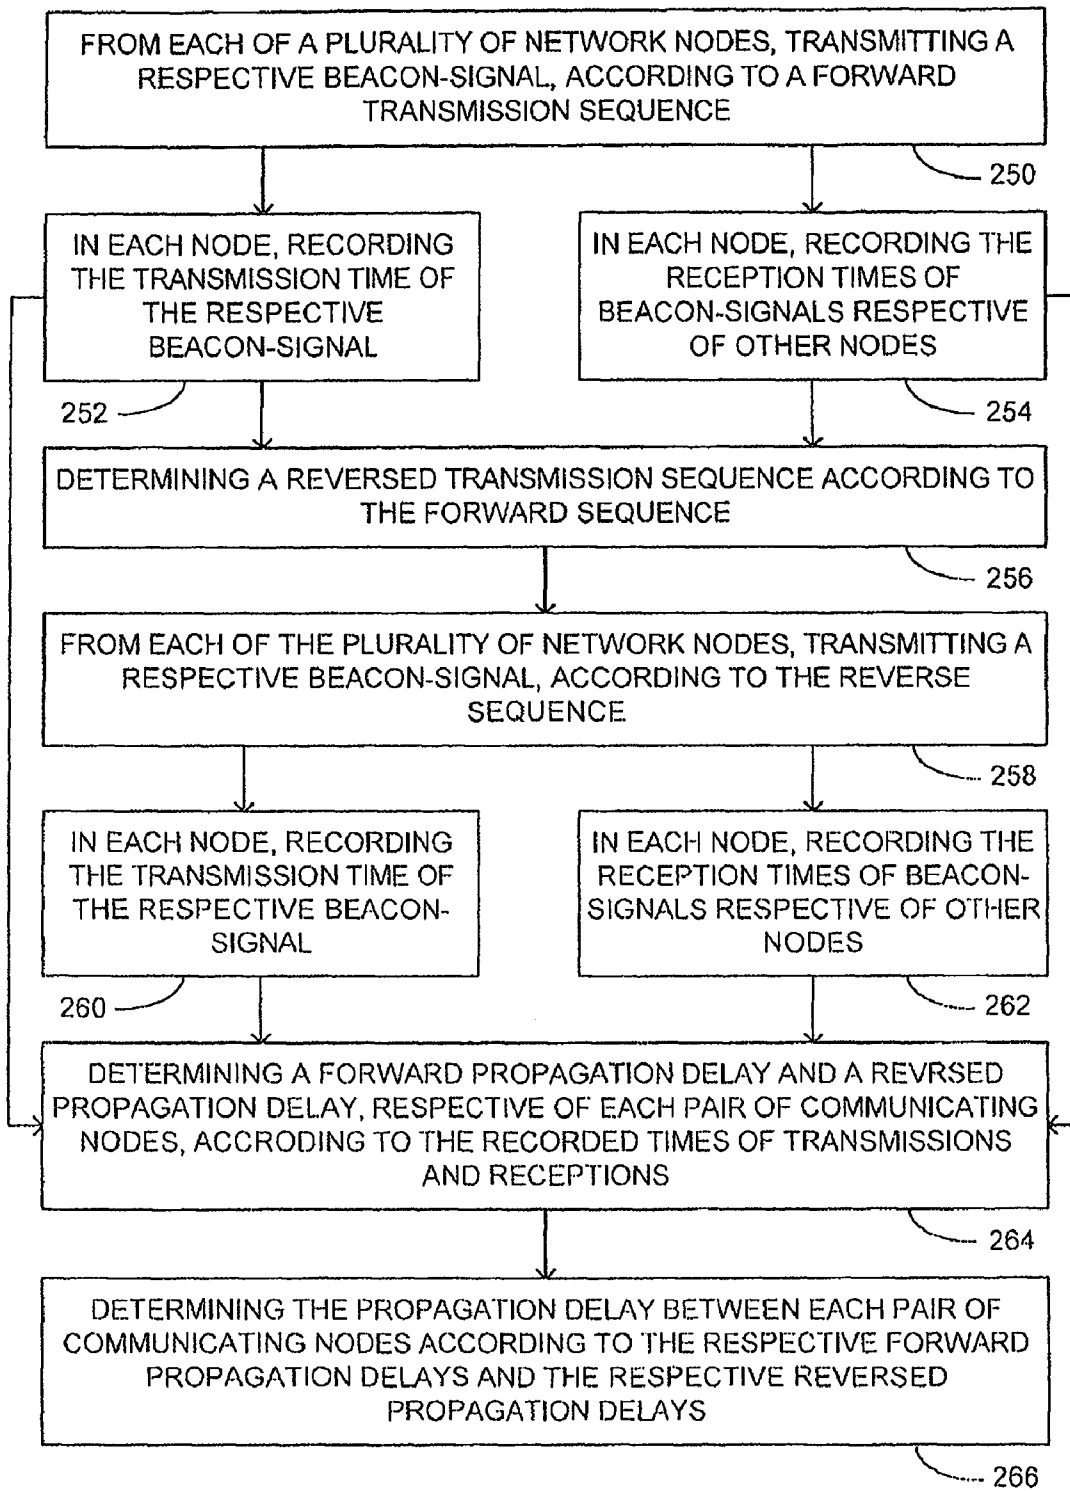 FROM EACH OF A PLURALITY OF NETWORK NODES, TRANSMITTING A
RESPECTIVE BEACON-SIGNAL, ACCORDING TO A FORWARD
TRANSMISSION SEQUENCE
250
IN EACH NODE, RECORDING
THE TRANSMISSION TIME OF
THE RESPECTIVE
BEACON-SIGNAL
252
IN EACH NODE, RECORDING THE
RECEPTION TIMES OF
BEACON-SIGNALS RESPECTIVE
OF OTHER NODES
254
DETERMINING A REVERSED TRANSMISSION SEQUENCE ACCORDING TO
THE FORWARD SEQUENCE
256
FROM EACH OF THE PLURALITY OF NETWORK NODES, TRANSMITTING A
RESPECTIVE BEACON-SIGNAL, ACCORDING TO THE REVERSE
SEQUENCE
258
IN EACH NODE, RECORDING
THE TRANSMISSION TIME OF
THE RESPECTIVE BEACON-
SIGNAL
260
IN EACH NODE, RECORDING THE
RECEPTION TIMES OF BEACON-
SIGNALS RESPECTIVE OF OTHER
NODES
262
DETERMINING A FORWARD PROPAGATION DELAY AND A REVRSED
PROPAGATION DELAY, RESPECTIVE OF EACH PAIR OF COMMUNICATING
NODES, ACCRODING TO THE RECORDED TIMES OF TRANSMISSIONS
AND RECEPTIONS
264
DETERMINING THE PROPAGATION DELAY BETWEEN EACH PAIR OF
COMMUNICATING NODES ACCORDING TO THE RESPECTIVE FORWARD
PROPAGATION DELAYS AND THE RESPECTIVE REVERSED
PROPAGATION DELAYS
266